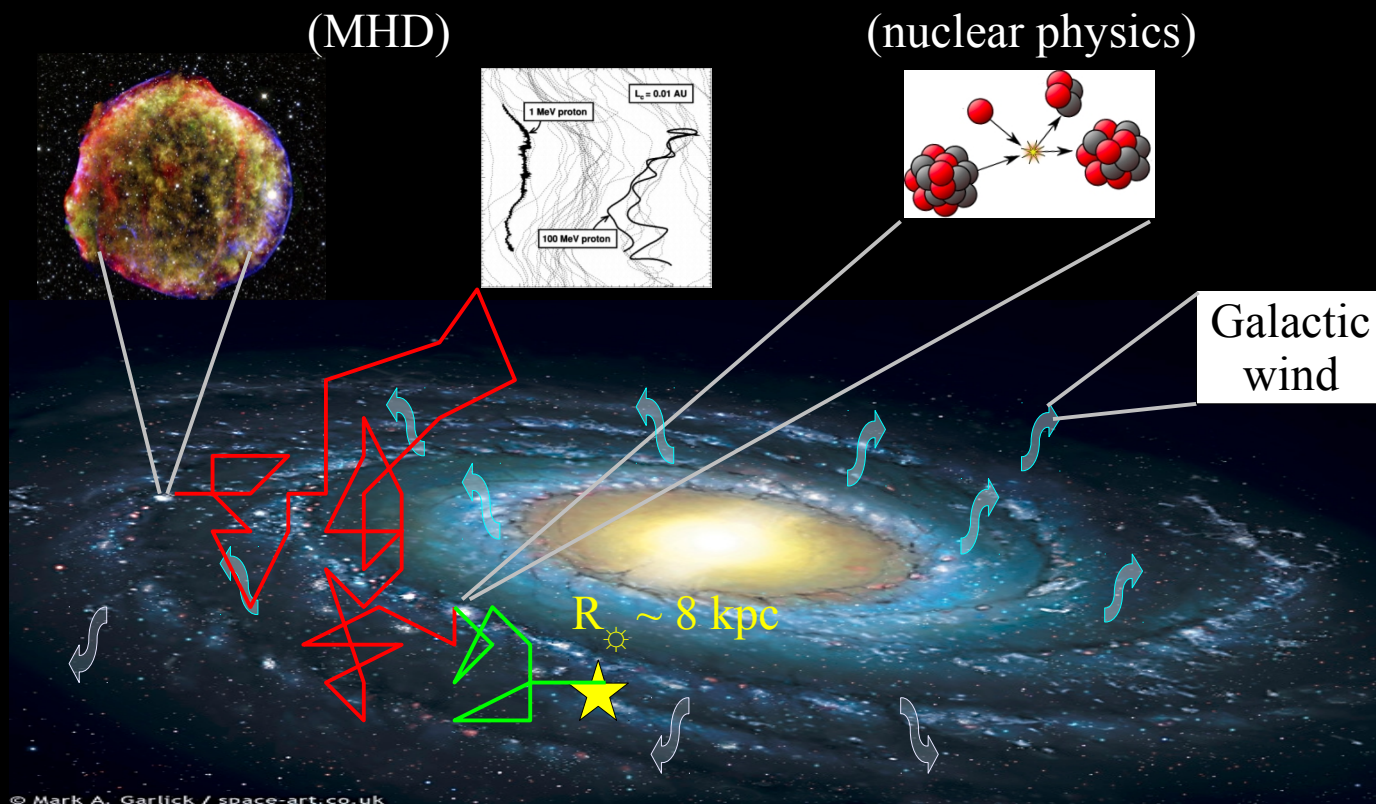 (MHD)
(nuclear physics)
1 MeV proton
L_c = 0.01 AU
100 MeV proton
Galactic
wind
R☼ ~ 8 kpc
© Mark A. Garlick / space-art.co.uk